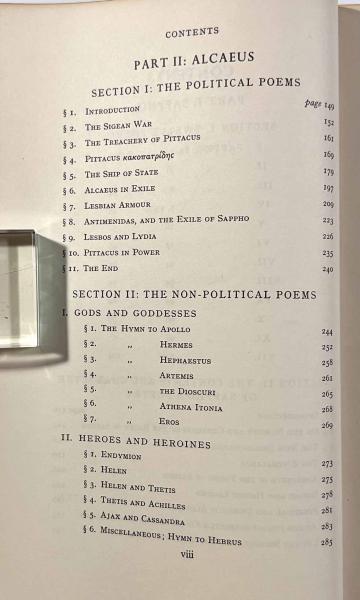 CONTENTS
PART II: ALCAEUS
SECTION I: THE POLITICAL POEMS
§ 1. INTRODUCTION page 149
§ 2. THE SIGEAN WAR 152
§ 3. THE TREACHERY OF PITTACUS 161
§ 4. PITTACUS κακοπατρίδης 169
§ 5. THE SHIP OF STATE 179
§ 6. ALCAEUS IN EXILE 197
§ 7. LESBIAN ARMOUR 209
§ 8. ANTIMENIDAS, AND THE EXILE OF SAPPHO 223
§ 9. LESBOS AND LYDIA 226
§ 10. PITTACUS IN POWER 235
§ 11. THE END 240
SECTION II: THE NON-POLITICAL POEMS
I. GODS AND GODDESSES
§ 1. THE HYMN TO APOLLO 244
§ 2. „ HERMES 252
§ 3. „ HEPHAESTUS 258
§ 4. „ ARTEMIS 261
§ 5. „ THE DIOSCURI 265
§ 6. „ ATHENA ITONIA 268
§ 7. „ EROS 269
II. HEROES AND HEROINES
§ 1. ENDYMION 273
§ 2. HELEN 275
§ 3. HELEN AND THETIS 278
§ 4. THETIS AND ACHILLES 281
§ 5. AJAX AND CASSANDRA 283
§ 6. MISCELLANEOUS; HYMN TO HEBRUS 285
viii